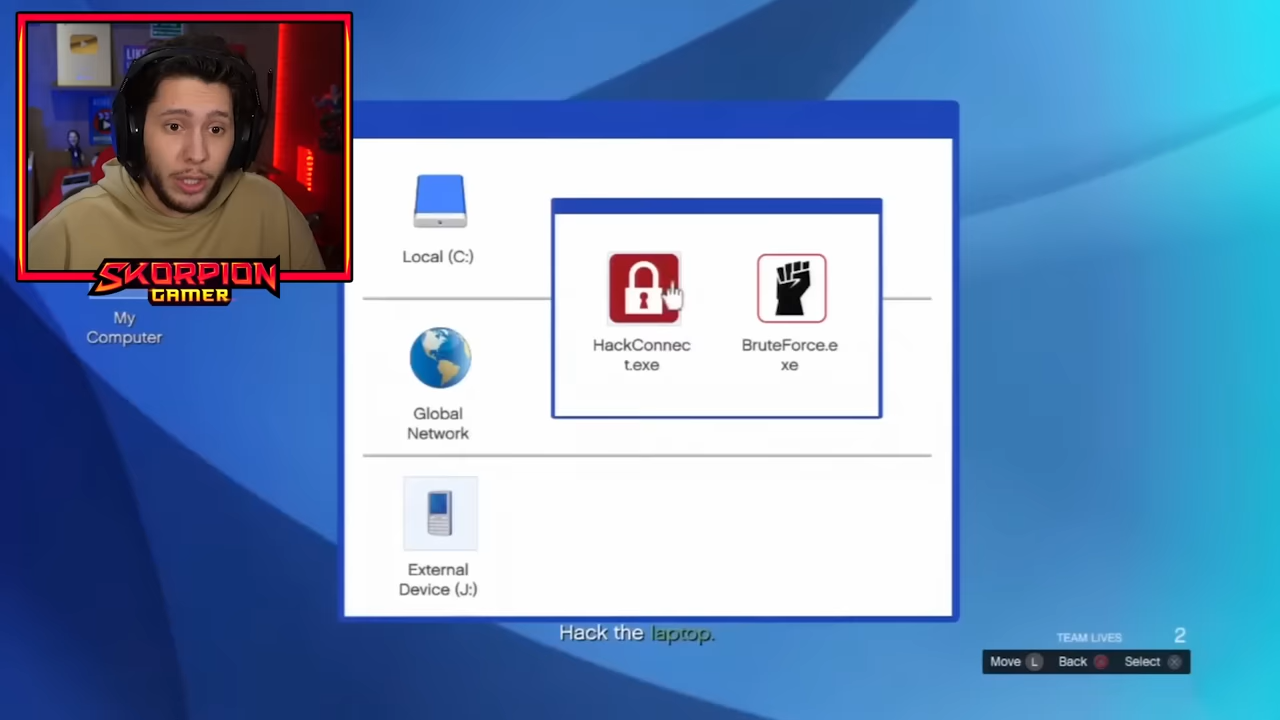 SKORPION
GAMER
My
Computer
Local (C:)
Global
Network
External
Device (J:)
HackConnec
t.exe
BruteForce.e
xe
Hack the laptop.
TEAM LIVES 2
Move L Back Select